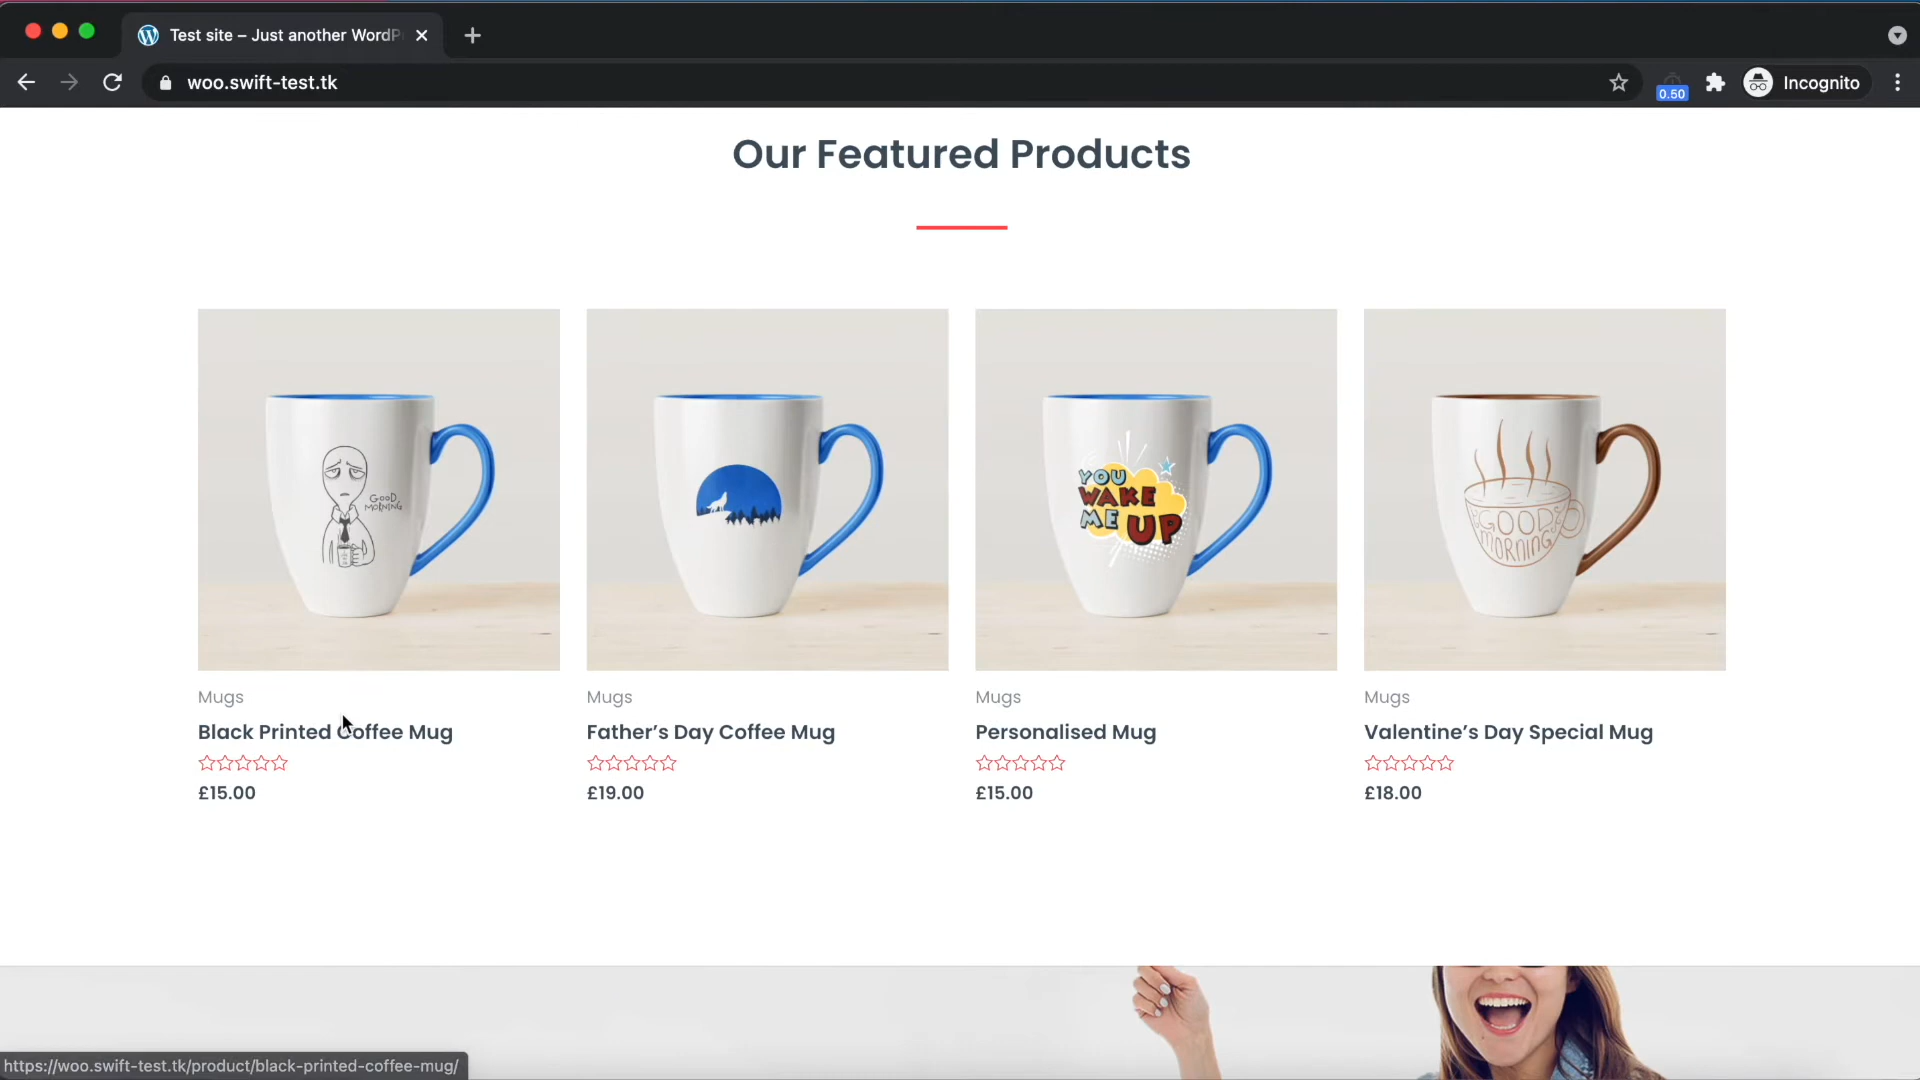 Test site – Just another WordP
woo.swift-test.tk
0.50
Incognito
Our Featured Products
GOOD
MORNING
YOU
WAKE
ME UP
GOOD
MORNING
Mugs
Black Printed Coffee Mug
£15.00
Mugs
Father's Day Coffee Mug
£19.00
Mugs
Personalised Mug
£15.00
Mugs
Valentine's Day Special Mug
£18.00
https://woo.swift-test.tk/product/black-printed-coffee-mug/